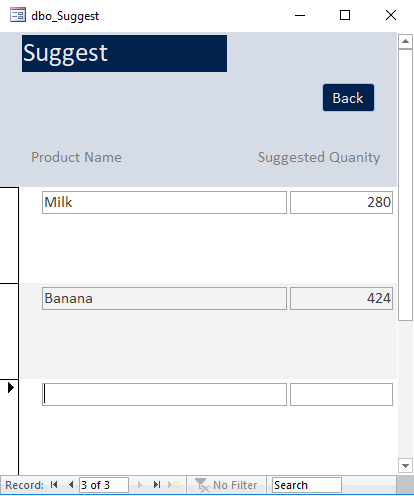 dbo_Suggest
Suggest
Back
Product Name Suggested Quanity
Milk 280
Banana 424
Record: 3 of 3 No Filter Search